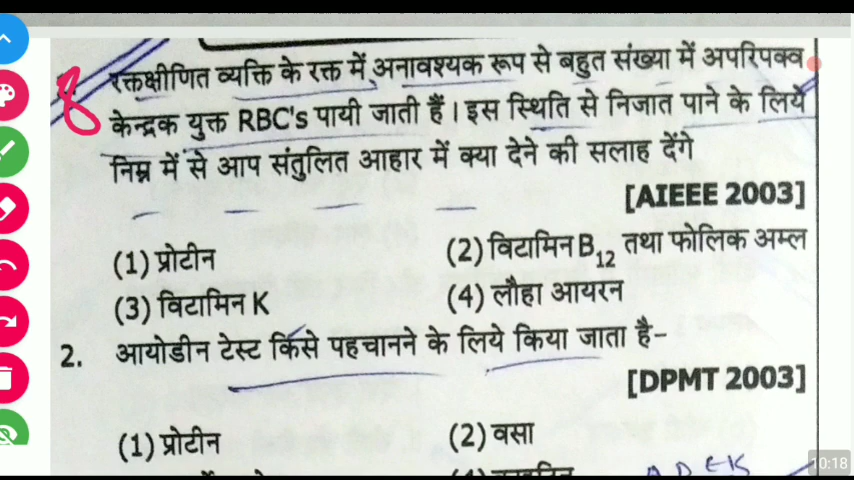 8
रक्तक्षीणित व्यक्ति के रक्त में अनावश्यक रूप से बहुत संख्या में अपरिपक्व
केन्द्रक युक्त RBC's पायी जाती हैं। इस स्थिति से निजात पाने के लिये
निम्न में से आप संतुलित आहार में क्या देने की सलाह देंगे
[AIEEE 2003]
(1) प्रोटीन (2) विटामिन B12 तथा फोलिक अम्ल
(3) विटामिन K (4) लौहा आयरन
2. आयोडीन टेस्ट किसे पहचानने के लिये किया जाता है–
[DPMT 2003]
(1) प्रोटीन (2) वसा
A D E K
10:18